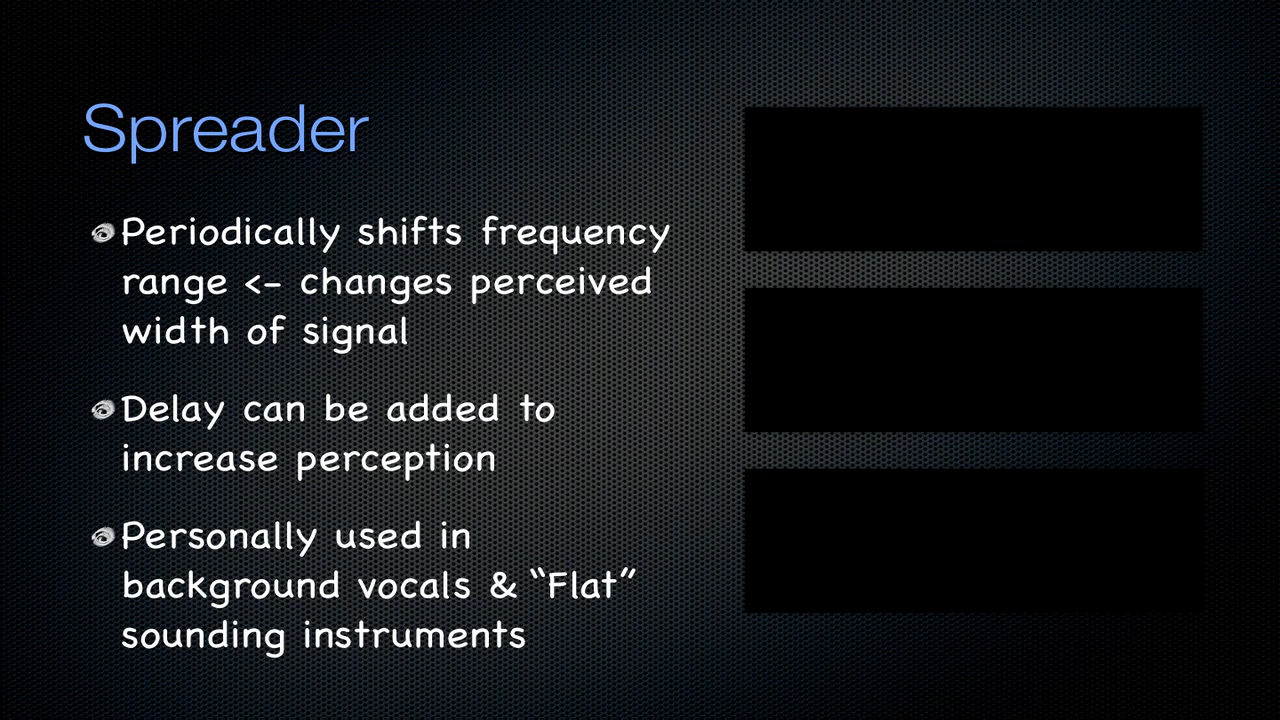 Spreader
Periodically shifts frequency
range <- changes perceived
width of signal
Delay can be added to
increase perception
Personally used in
background vocals & “Flat”
sounding instruments